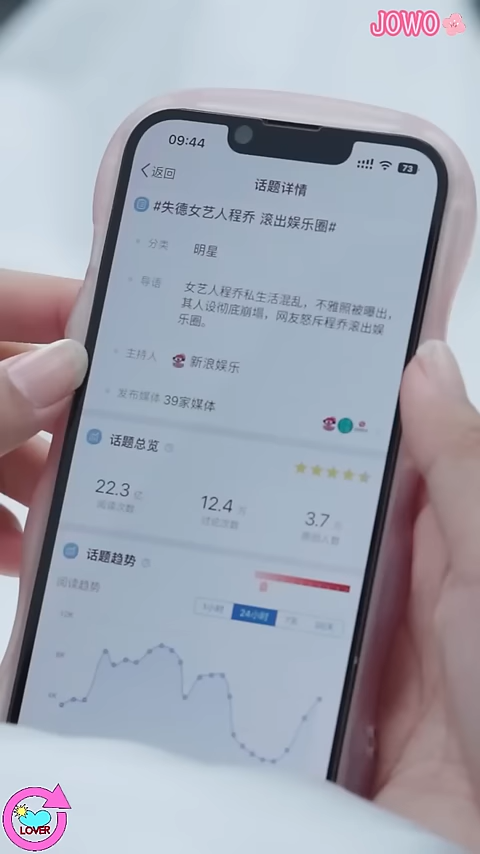 JOWO
09:44
73
返回
话题详情
#失德女艺人程乔 滚出娱乐圈#
分类
明星
导语
女艺人程乔私生活混乱，不雅照被曝出，
其人设彻底崩塌，网友怒斥程乔滚出娱
乐圈。
主持人
新浪娱乐
发布媒体 39家媒体
话题总览
22.3 亿
12.4 万
3.7 万
阅读次数
讨论次数
话题趋势
阅读趋势
24小时
LOVER